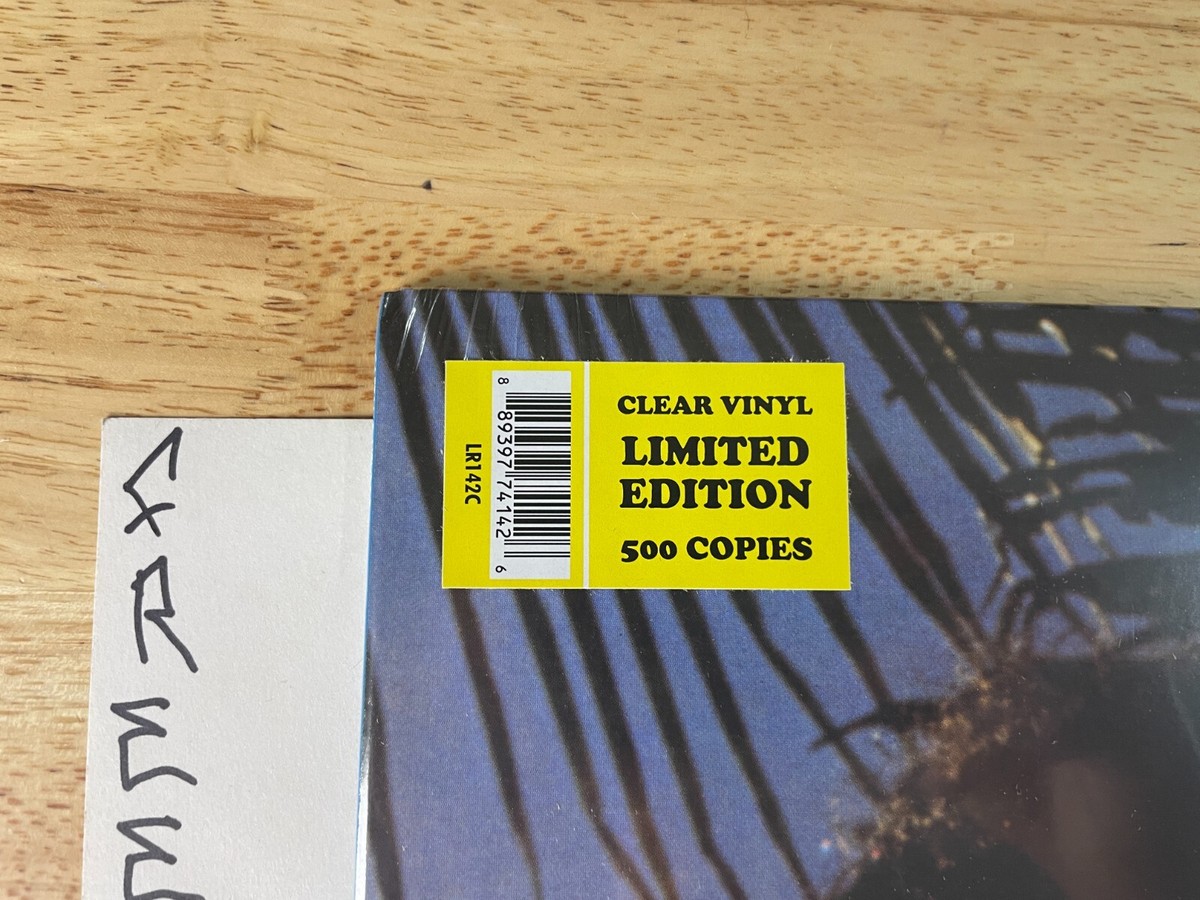 CLEAR VINYL
LIMITED
EDITION
500 COPIES
8 89397 74142 6
LR142C